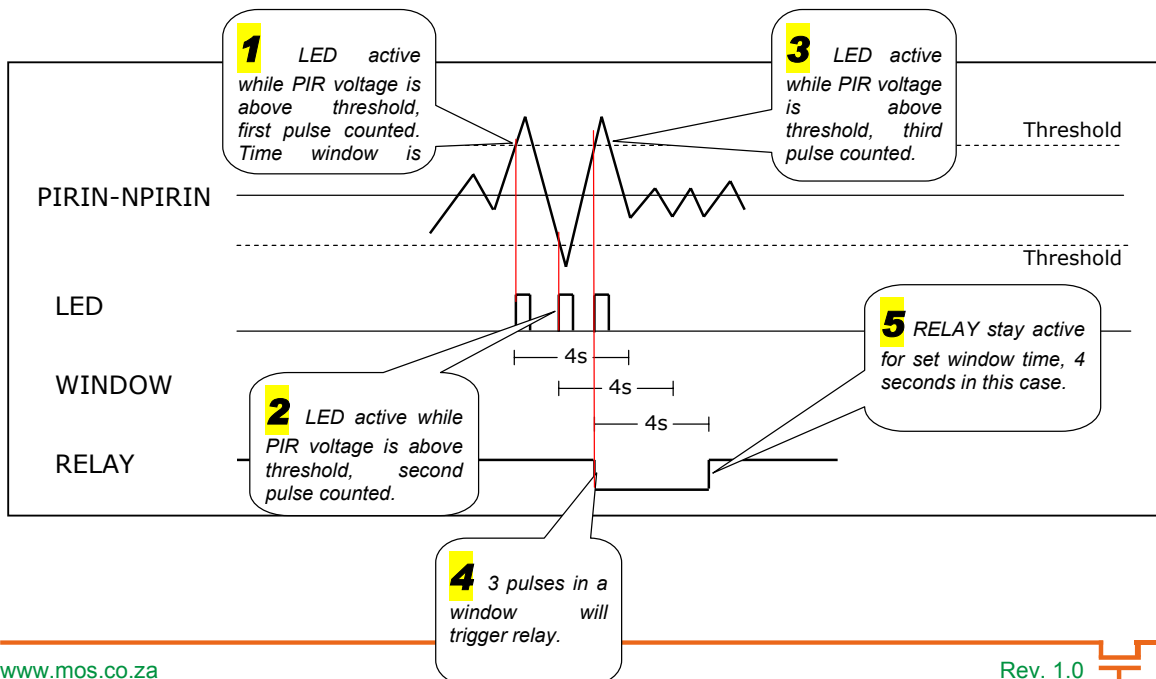 1 LED active
while PIR voltage is
above threshold,
first pulse counted.
Time window is
3 LED active
while PIR voltage
is above
threshold, third
pulse counted.
Threshold
PIRIN-NPIRIN
Threshold
LED
5 RELAY stay active
for set window time, 4
seconds in this case.
4s
WINDOW
4s
2 LED active while
PIR voltage is above
threshold, second
pulse counted.
4s
RELAY
4 3 pulses in a
window will
trigger relay.
www.mos.co.za
Rev. 1.0